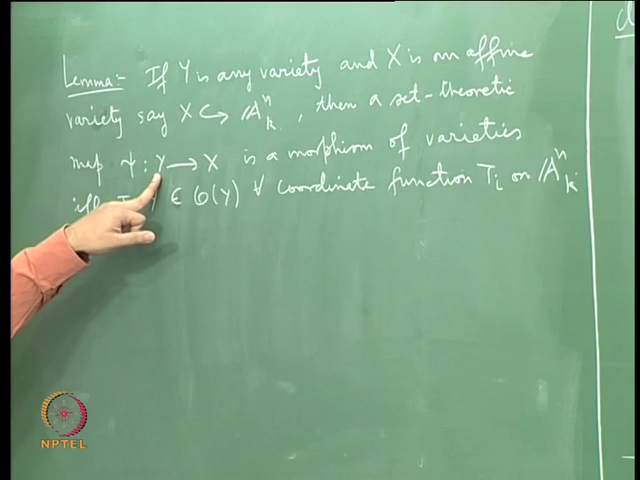 Lemma:- If Y is any variety and X is an affine
variety say X ↪ 𝔸ⁿₖ, then a set-theoretic
map ψ : Y ⟶ X is a morphism of varieties
∈ O(Y) ∀ coordinate function Tᵢ on 𝔸ⁿₖ
NPTEL